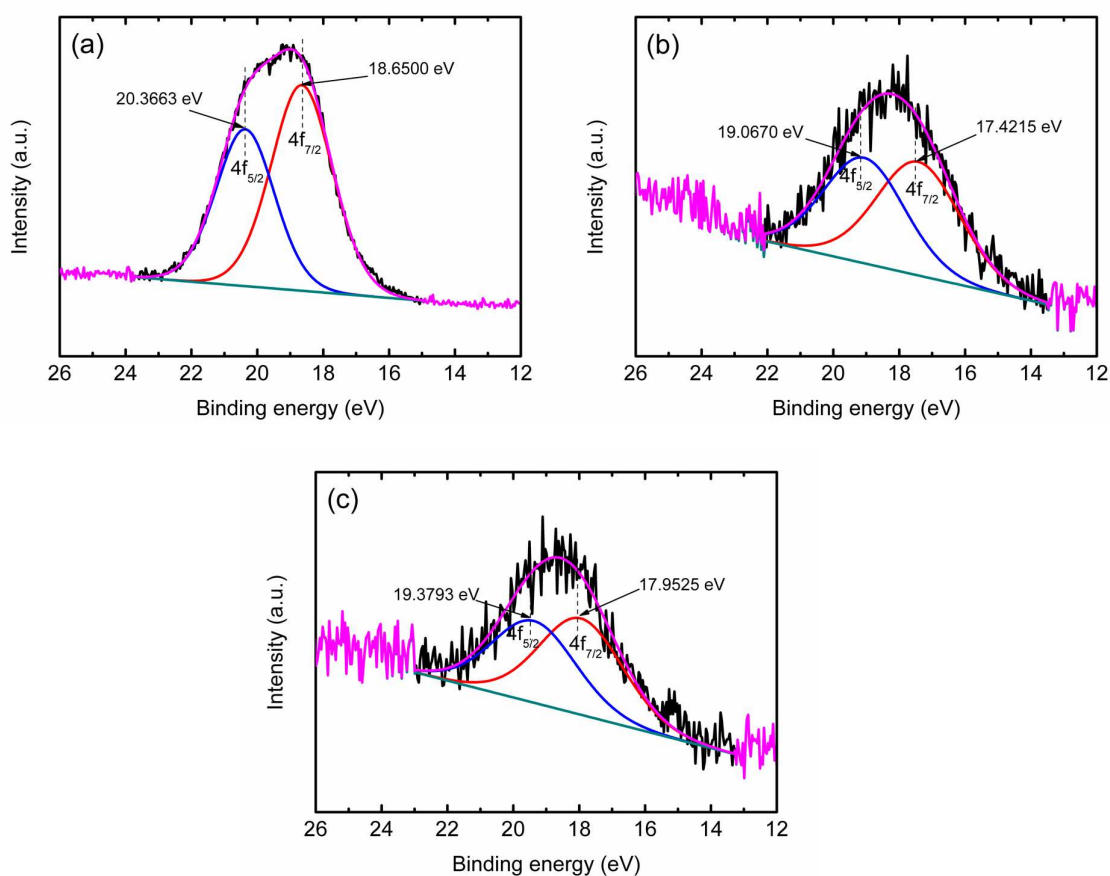 (a)
20.3663 eV
18.6500 eV
4f5/2
4f7/2
Intensity (a.u.)
26 24 22 20 18 16 14 12
Binding energy (eV)
(b)
19.0670 eV
17.4215 eV
4f5/2
4f7/2
Intensity (a.u.)
26 24 22 20 18 16 14 12
Binding energy (eV)
(c)
19.3793 eV
17.9525 eV
4f5/2
4f7/2
Intensity (a.u.)
26 24 22 20 18 16 14 12
Binding energy (eV)